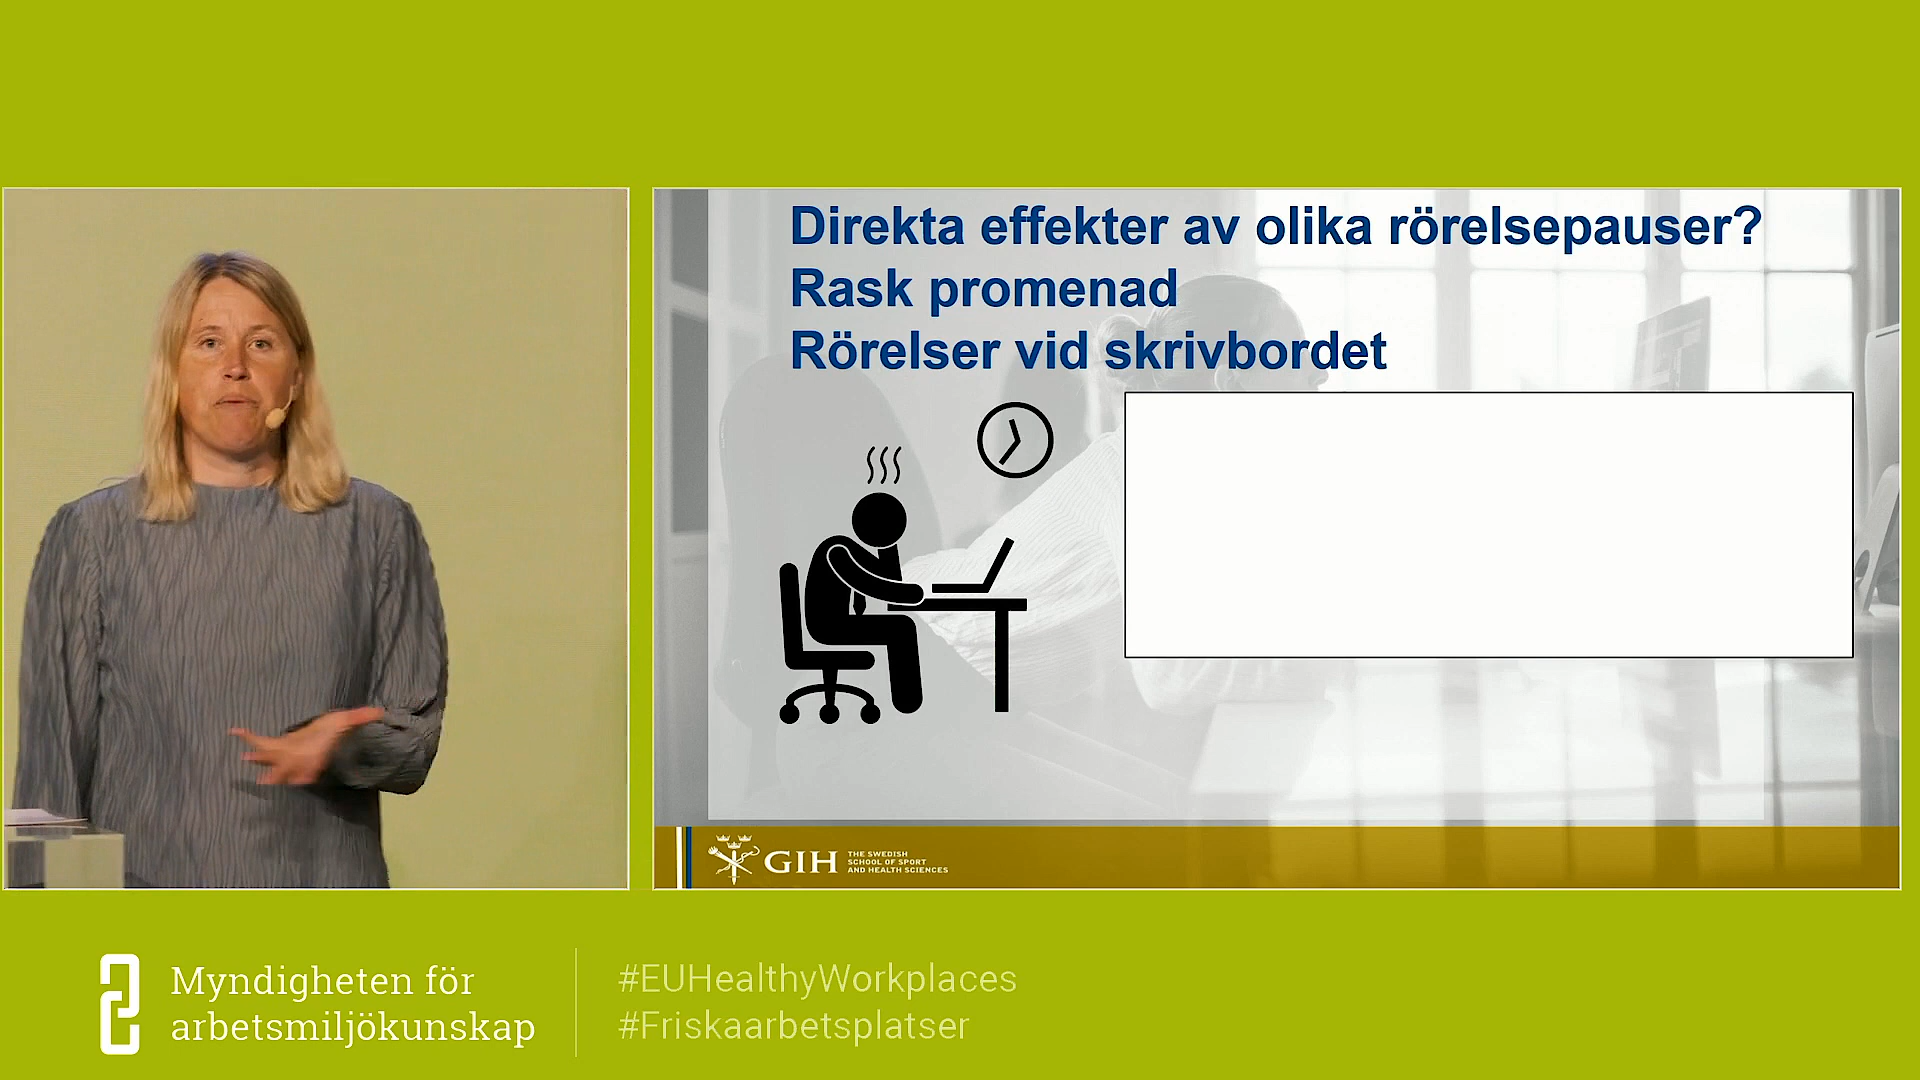 Direkta effekter av olika rörelsepauser?
Rask promenad
Rörelser vid skrivbordet
GIH
THE SWEDISH
SCHOOL OF SPORT
AND HEALTH SCIENCES
Myndigheten för
arbetsmiljökunskap
#EUHealthyWorkplaces
#Friskaarbetsplatser